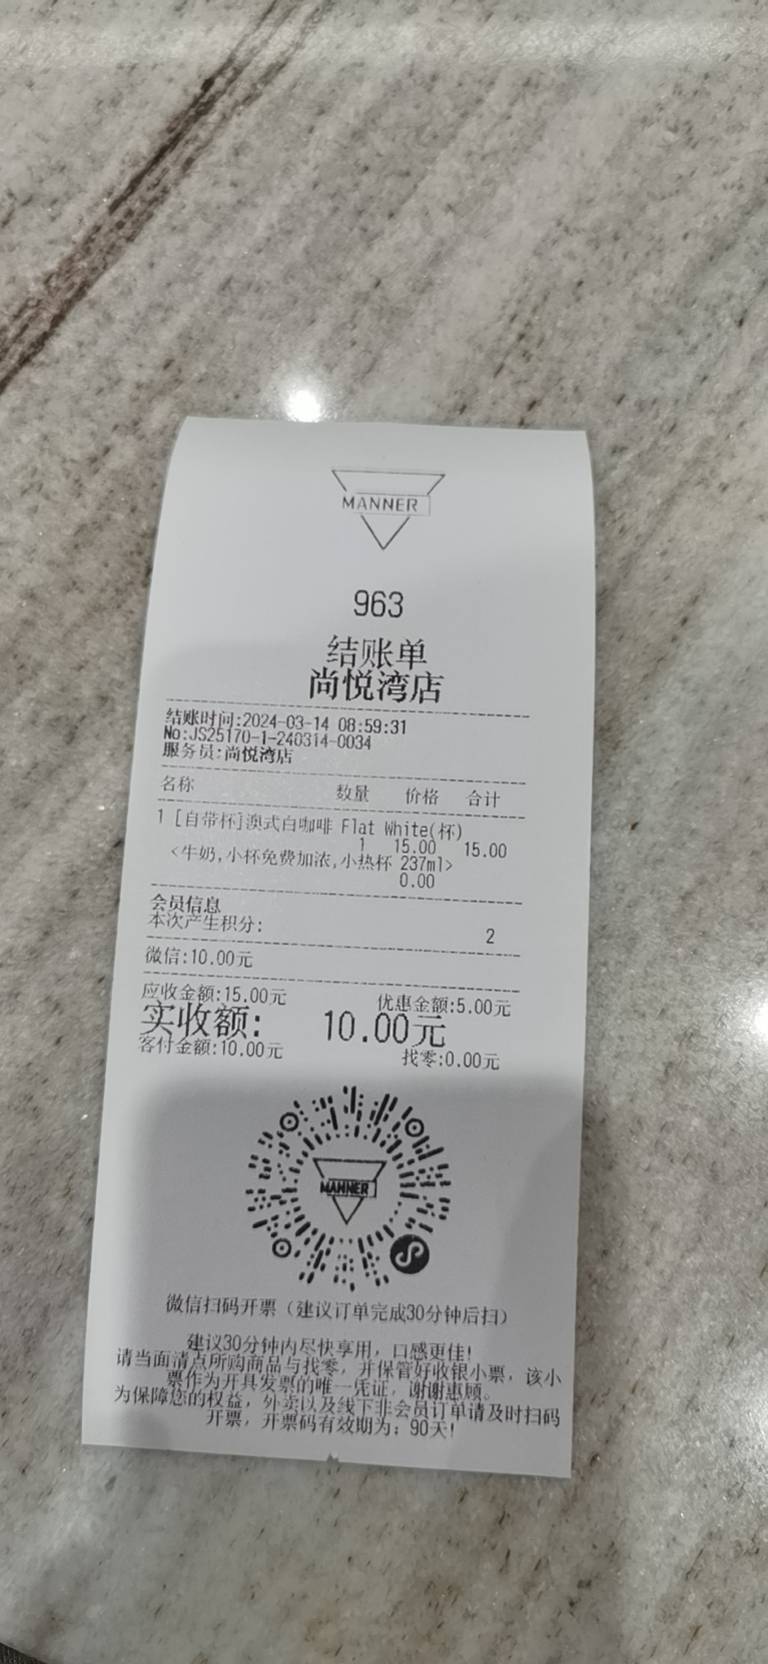 MANNER
963
结账单
尚悦湾店
结账时间:2024-03-14 08:59:31
No:JS25170-1-240314-0034
服务员:尚悦湾店
名称 数量 价格 合计
1 [自带杯]澳式白咖啡 Flat White(杯)
1 15.00 15.00
<牛奶,小杯免费加浓,小热杯 237ml>
0.00
会员信息
本次产生积分: 2
微信:10.00元
应收金额:15.00元 优惠金额:5.00元
实收额: 10.00元
客付金额:10.00元 找零:0.00元
MANNER
微信扫码开票（建议订单完成30分钟后扫）
建议30分钟内尽快享用，口感更佳!
请当面清点所购商品与找零，并保管好收银小票，该小
票作为开具发票的唯一凭证，谢谢惠顾。
为保障您的权益，外卖以及线下非会员订单请及时扫码
开票，开票码有效期为：90天!